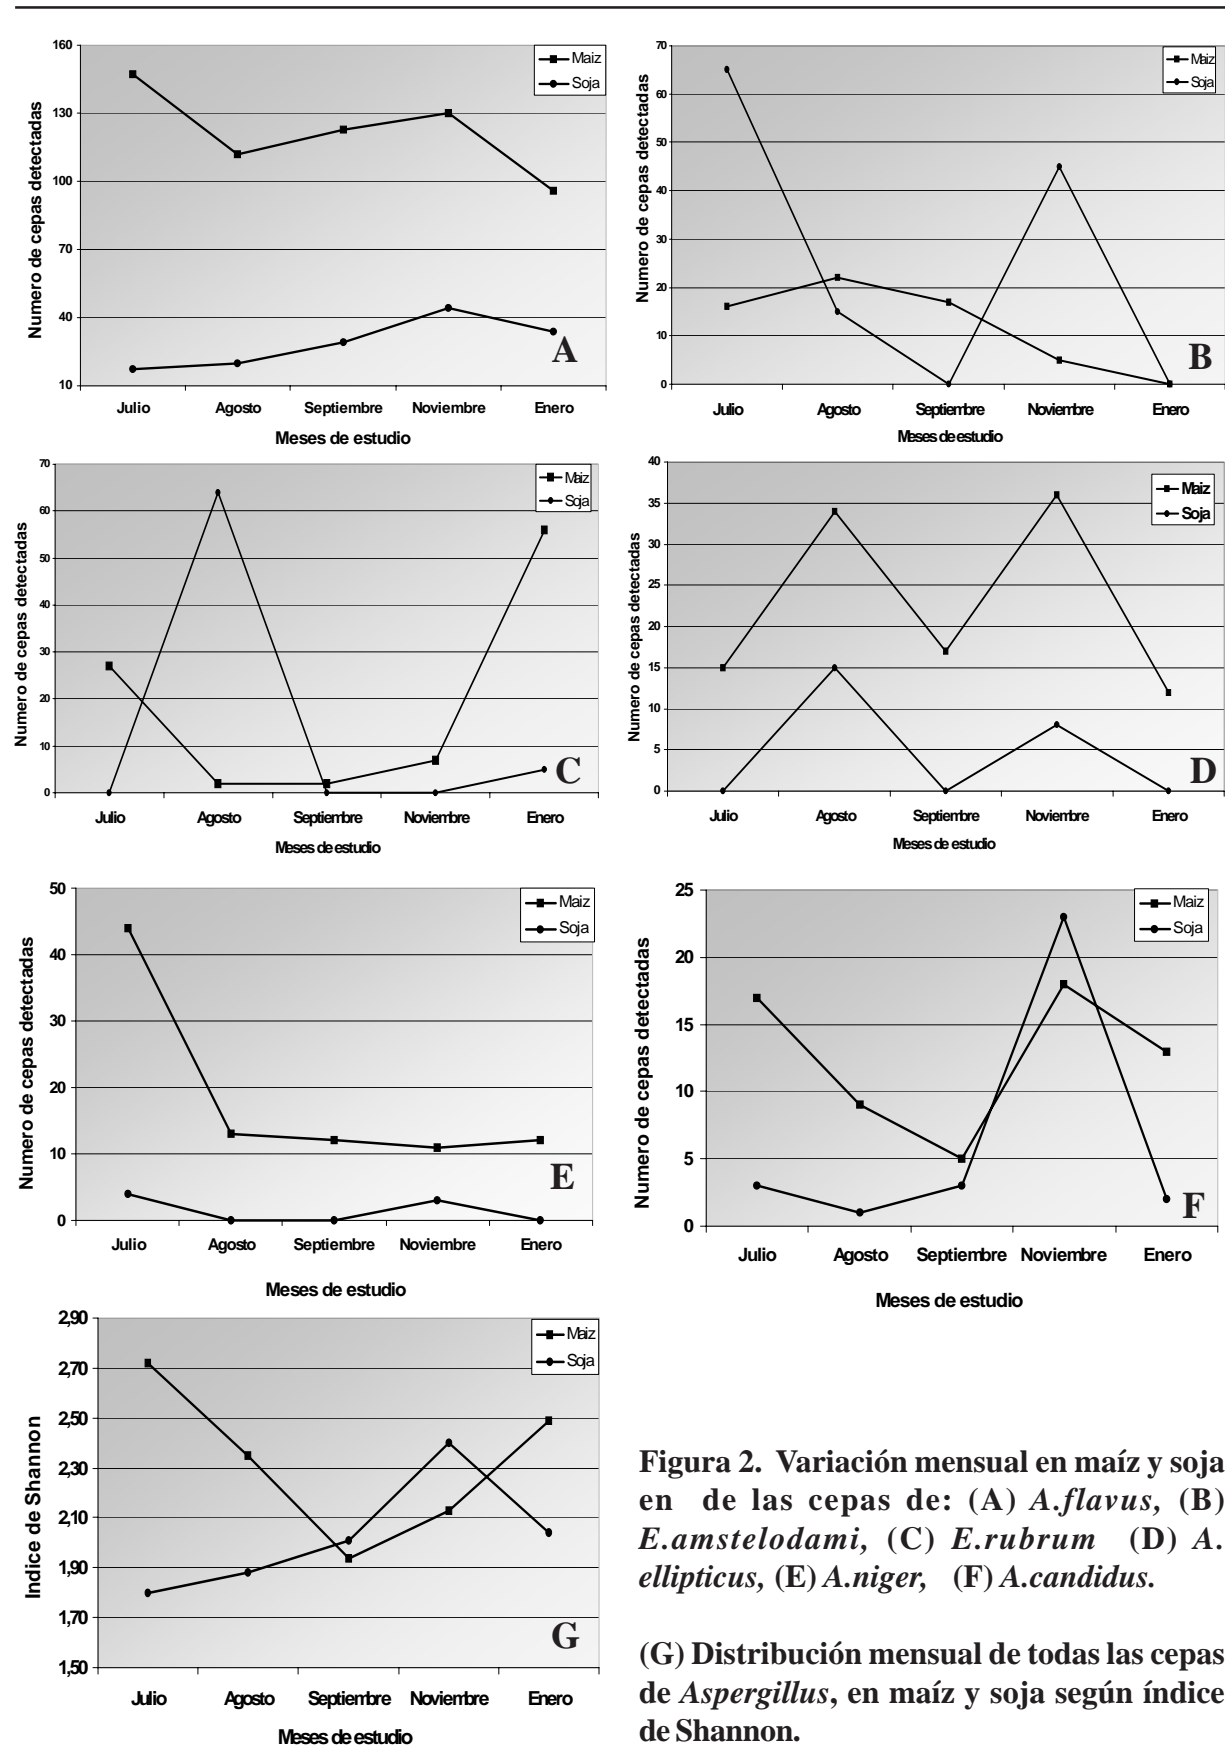 160
130
100
70
40
10
Numero de cepas detectadas
Maiz
Soja
A
Julio Agosto Septiembre Noviembre Enero
Meses de estudio
70
60
50
40
30
20
10
0
Numero de cepas detectadas
Maiz
Soja
B
Julio Agosto Septiembre Noviembre Enero
Meses de estudio
70
60
50
40
30
20
10
0
Numero de cepas detectadas
Maiz
Soja
C
Julio Agosto Septiembre Noviembre Enero
Meses de estudio
40
35
30
25
20
15
10
5
0
Numero de cepas detectadas
Maiz
Soja
D
Julio Agosto Septiembre Noviembre Enero
Meses de estudio
50
40
30
20
10
0
Numero de cepas detectadas
Maiz
Soja
E
Julio Agosto Septiembre Noviembre Enero
Meses de estudio
25
20
15
10
5
0
Numero de cepas detectadas
Maiz
Soja
F
Julio Agosto Septiembre Noviembre Enero
Meses de estudio
2,90
2,70
2,50
2,30
2,10
1,90
1,70
1,50
Indice de Shannon
Maiz
Soja
G
Julio Agosto Septiembre Noviembre Enero
Meses de estudio
Figura 2. Variación mensual en maíz y soja
en de las cepas de: (A) A.flavus, (B)
E.amstelodami, (C) E.rubrum (D) A.
ellipticus, (E) A.niger, (F) A.candidus.
(G) Distribución mensual de todas las cepas
de Aspergillus, en maíz y soja según índice
de Shannon.